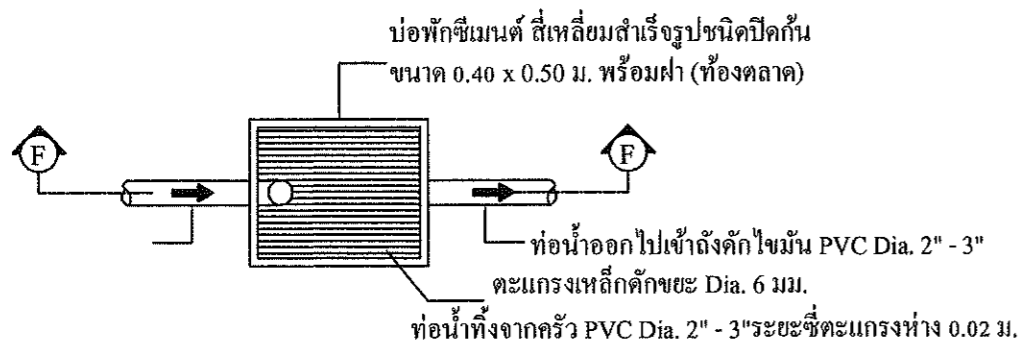 บ่อพักซีเมนต์ สี่เหลี่ยมสำเร็จรูปชนิดปิดก้น
ขนาด 0.40 x 0.50 ม. พร้อมฝา (ท้องตลาด)
F
F
ท่อน้ำออกไปเข้าถังดักไขมัน PVC Dia. 2" - 3"
ตะแกรงเหล็กดักขยะ Dia. 6 มม.
ท่อน้ำทิ้งจากครัว PVC Dia. 2" - 3"ระยะซี่ตะแกรงห่าง 0.02 ม.